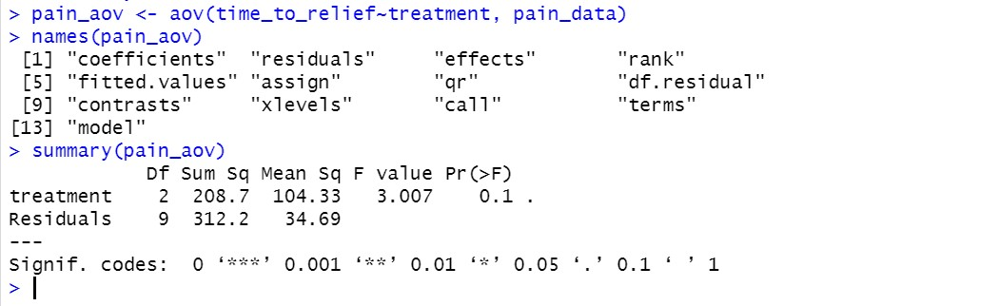 > pain_aov <- aov(time_to_relief~treatment, pain_data)
> names(pain_aov)
 [1] "coefficients"  "residuals"     "effects"       "rank"
 [5] "fitted.values" "assign"        "qr"            "df.residual"
 [9] "contrasts"     "xlevels"       "call"          "terms"
[13] "model"
> summary(pain_aov)
            Df Sum Sq Mean Sq F value Pr(>F)
treatment    2  208.7  104.33   3.007    0.1 .
Residuals    9  312.2   34.69
---
Signif. codes:  0 ‘***’ 0.001 ‘**’ 0.01 ‘*’ 0.05 ‘.’ 0.1 ‘ ’ 1
>